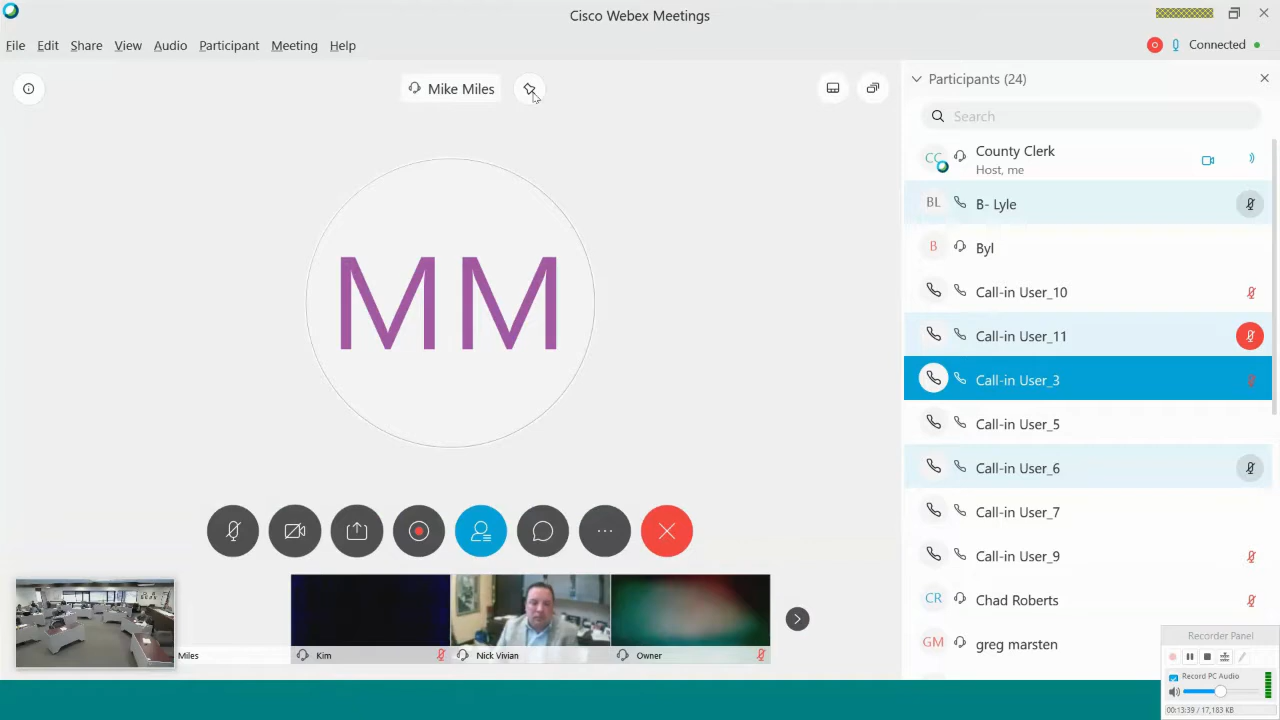 Cisco Webex Meetings
File Edit Share View Audio Participant Meeting Help
Connected
Mike Miles
MM
Miles
Kim
Nick Vivian
Owner
Participants (24)
Search
CC County Clerk
Host, me
BL B- Lyle
B Byl
Call-in User_10
Call-in User_11
Call-in User_3
Call-in User_5
Call-in User_6
Call-in User_7
Call-in User_9
CR Chad Roberts
GM greg marsten
Recorder Panel
Record PC Audio
00:13:39 / 17,183 KB